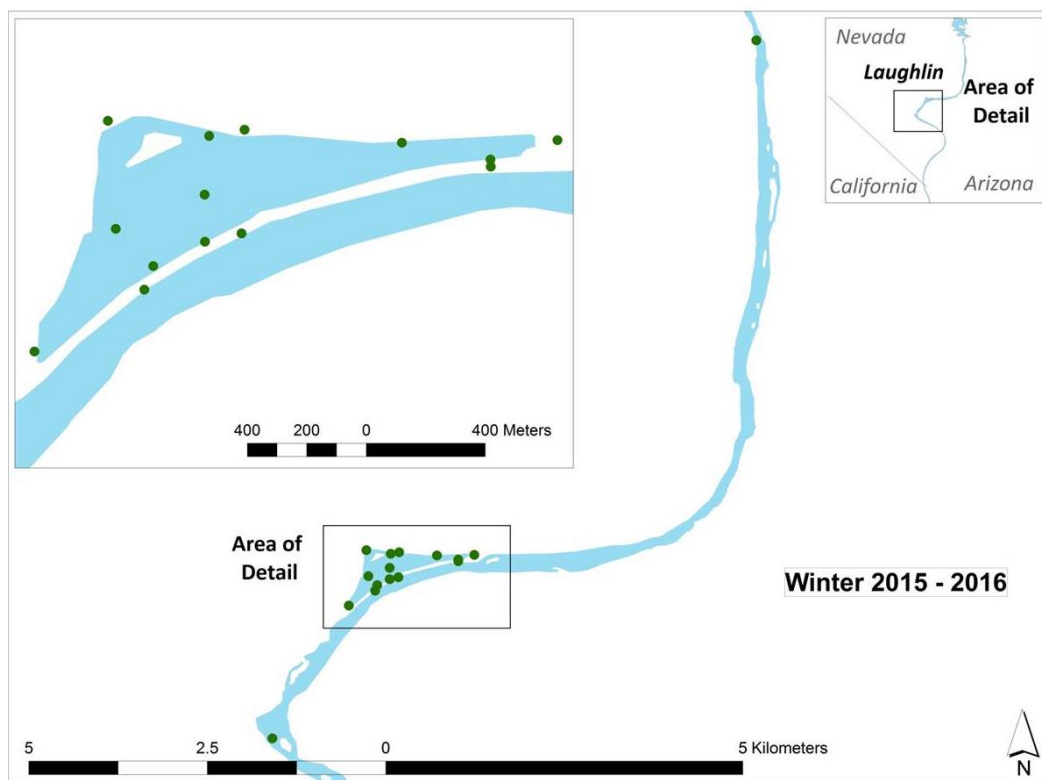 Nevada
Laughlin
Area of
Detail
California
Arizona
400 200 0 400 Meters
Area of
Detail
Winter 2015 - 2016
5 2.5 0 5 Kilometers
N